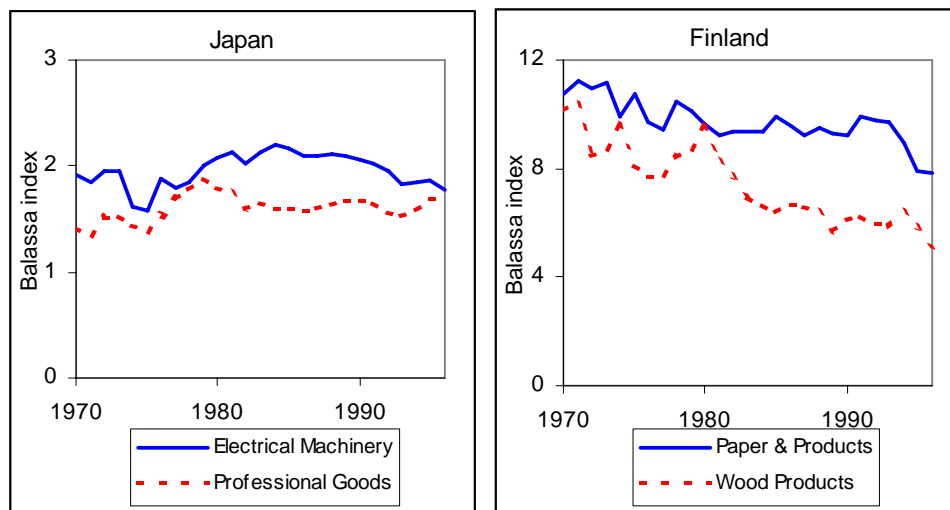 Japan
3
2
1
0
Balassa index
1970 1980 1990
Electrical Machinery
Professional Goods
Finland
12
8
4
0
Balassa index
1970 1980 1990
Paper & Products
Wood Products